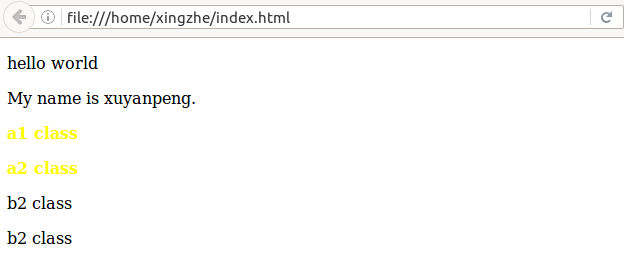 file:///home/xingzhe/index.html
hello world
My name is xuyanpeng.
a1 class
a2 class
b2 class
b2 class